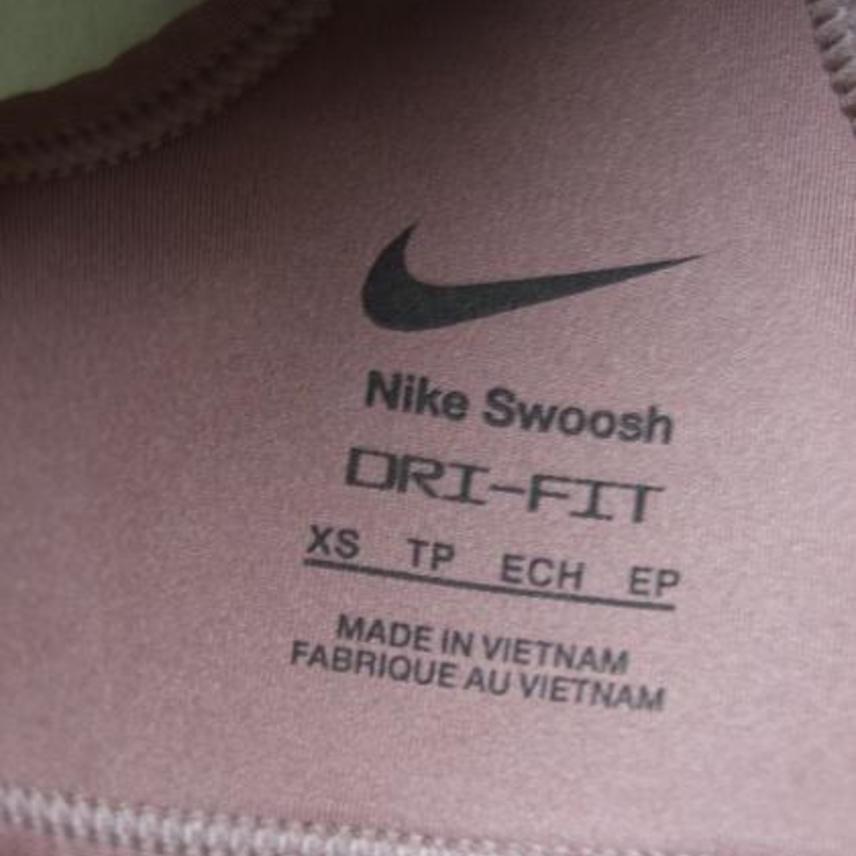 Nike Swoosh
DRI-FIT
XS TP ECH EP
MADE IN VIETNAM
FABRIQUE AU VIETNAM